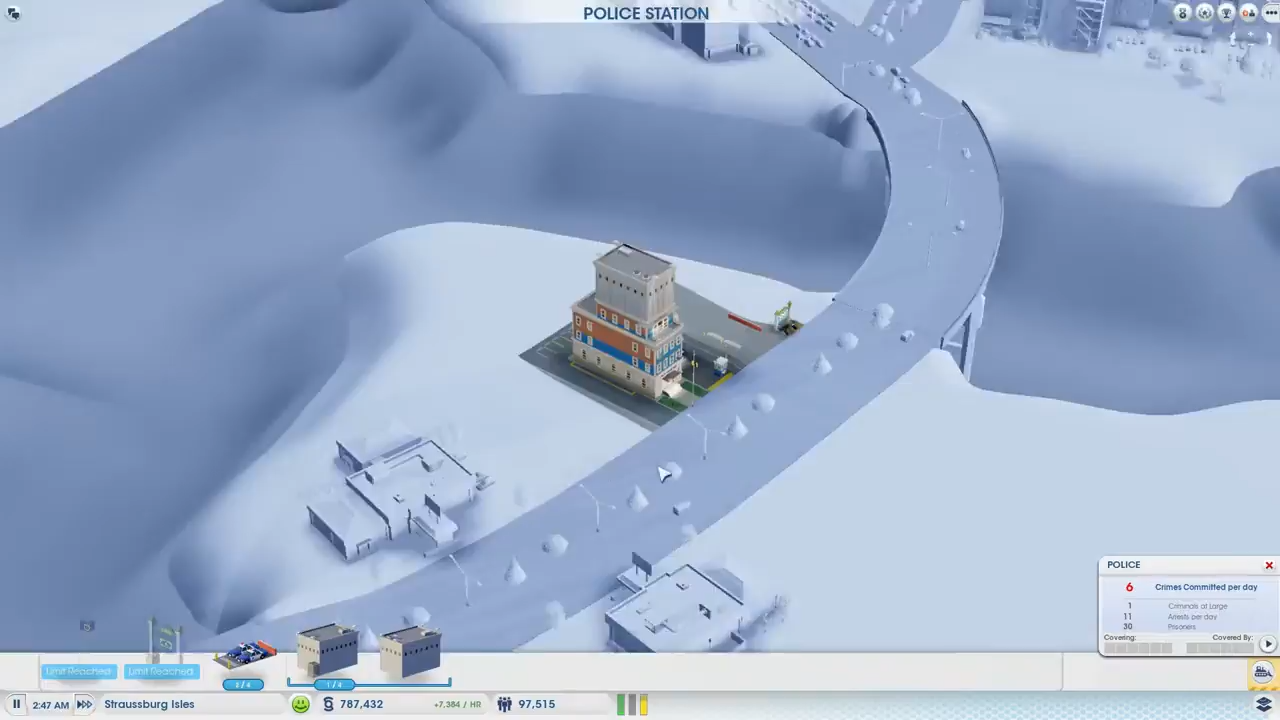 POLICE STATION
POLICE
6 Crimes Committed per day
1 Criminals at Large
11 Arrests per day
30 Prisoners
Covering: Covered By:
Limit Reached Limit Reached
1/4
2:47 AM Straussburg Isles 787,432 +7,384 / HR 97,515